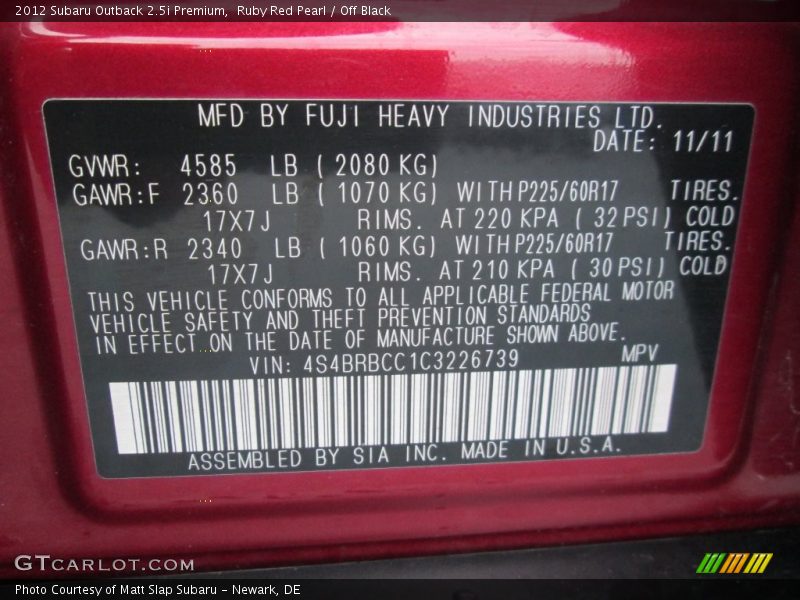 2012 Subaru Outback 2.5i Premium,  Ruby Red Pearl / Off Black
MFD BY FUJI HEAVY INDUSTRIES LTD.
DATE: 11/11
GVWR: 4585 LB ( 2080 KG)
GAWR:F 2360 LB ( 1070 KG) WITH P225/60R17 TIRES.
17X7J RIMS. AT 220 KPA ( 32 PSI) COLD
GAWR:R 2340 LB ( 1060 KG) WITH P225/60R17 TIRES.
17X7J RIMS. AT 210 KPA ( 30 PSI) COLD
THIS VEHICLE CONFORMS TO ALL APPLICABLE FEDERAL MOTOR
VEHICLE SAFETY AND THEFT PREVENTION STANDARDS
IN EFFECT ON THE DATE OF MANUFACTURE SHOWN ABOVE.
VIN: 4S4BRBCC1C3226739 MPV
ASSEMBLED BY SIA INC. MADE IN U.S.A.
GTCARLOT.COM
Photo Courtesy of Matt Slap Subaru - Newark, DE